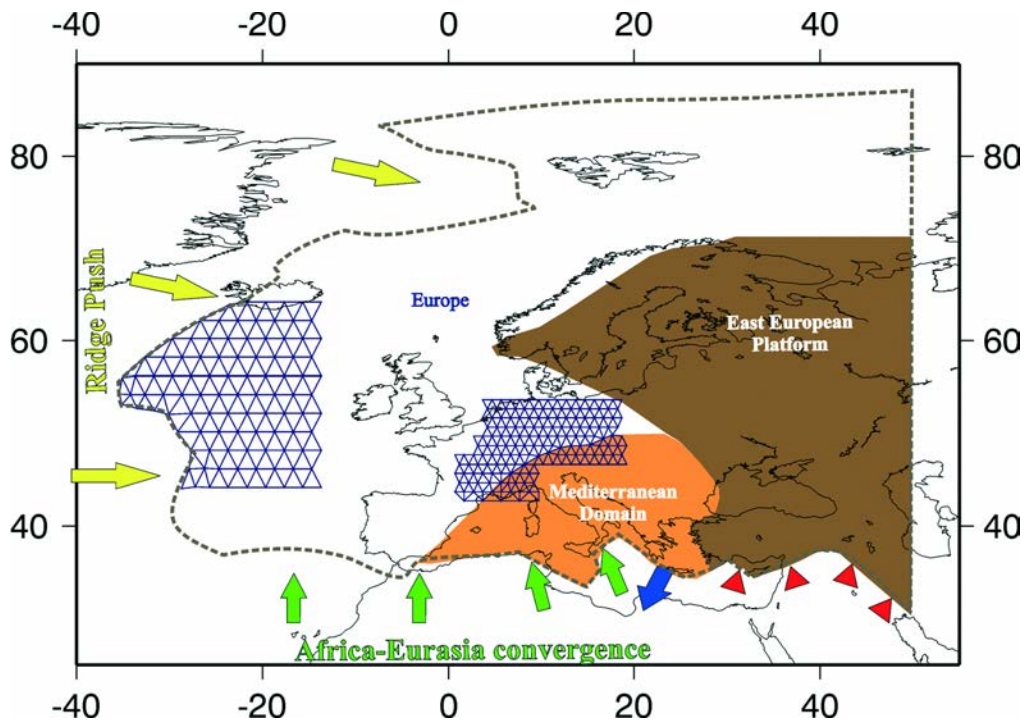 -40 -20 0 20 40
80 80
Ridge Push
Europe
East European
Platform
60 60
Mediterranean
Domain
40 40
Africa-Eurasia convergence
-40 -20 0 20 40